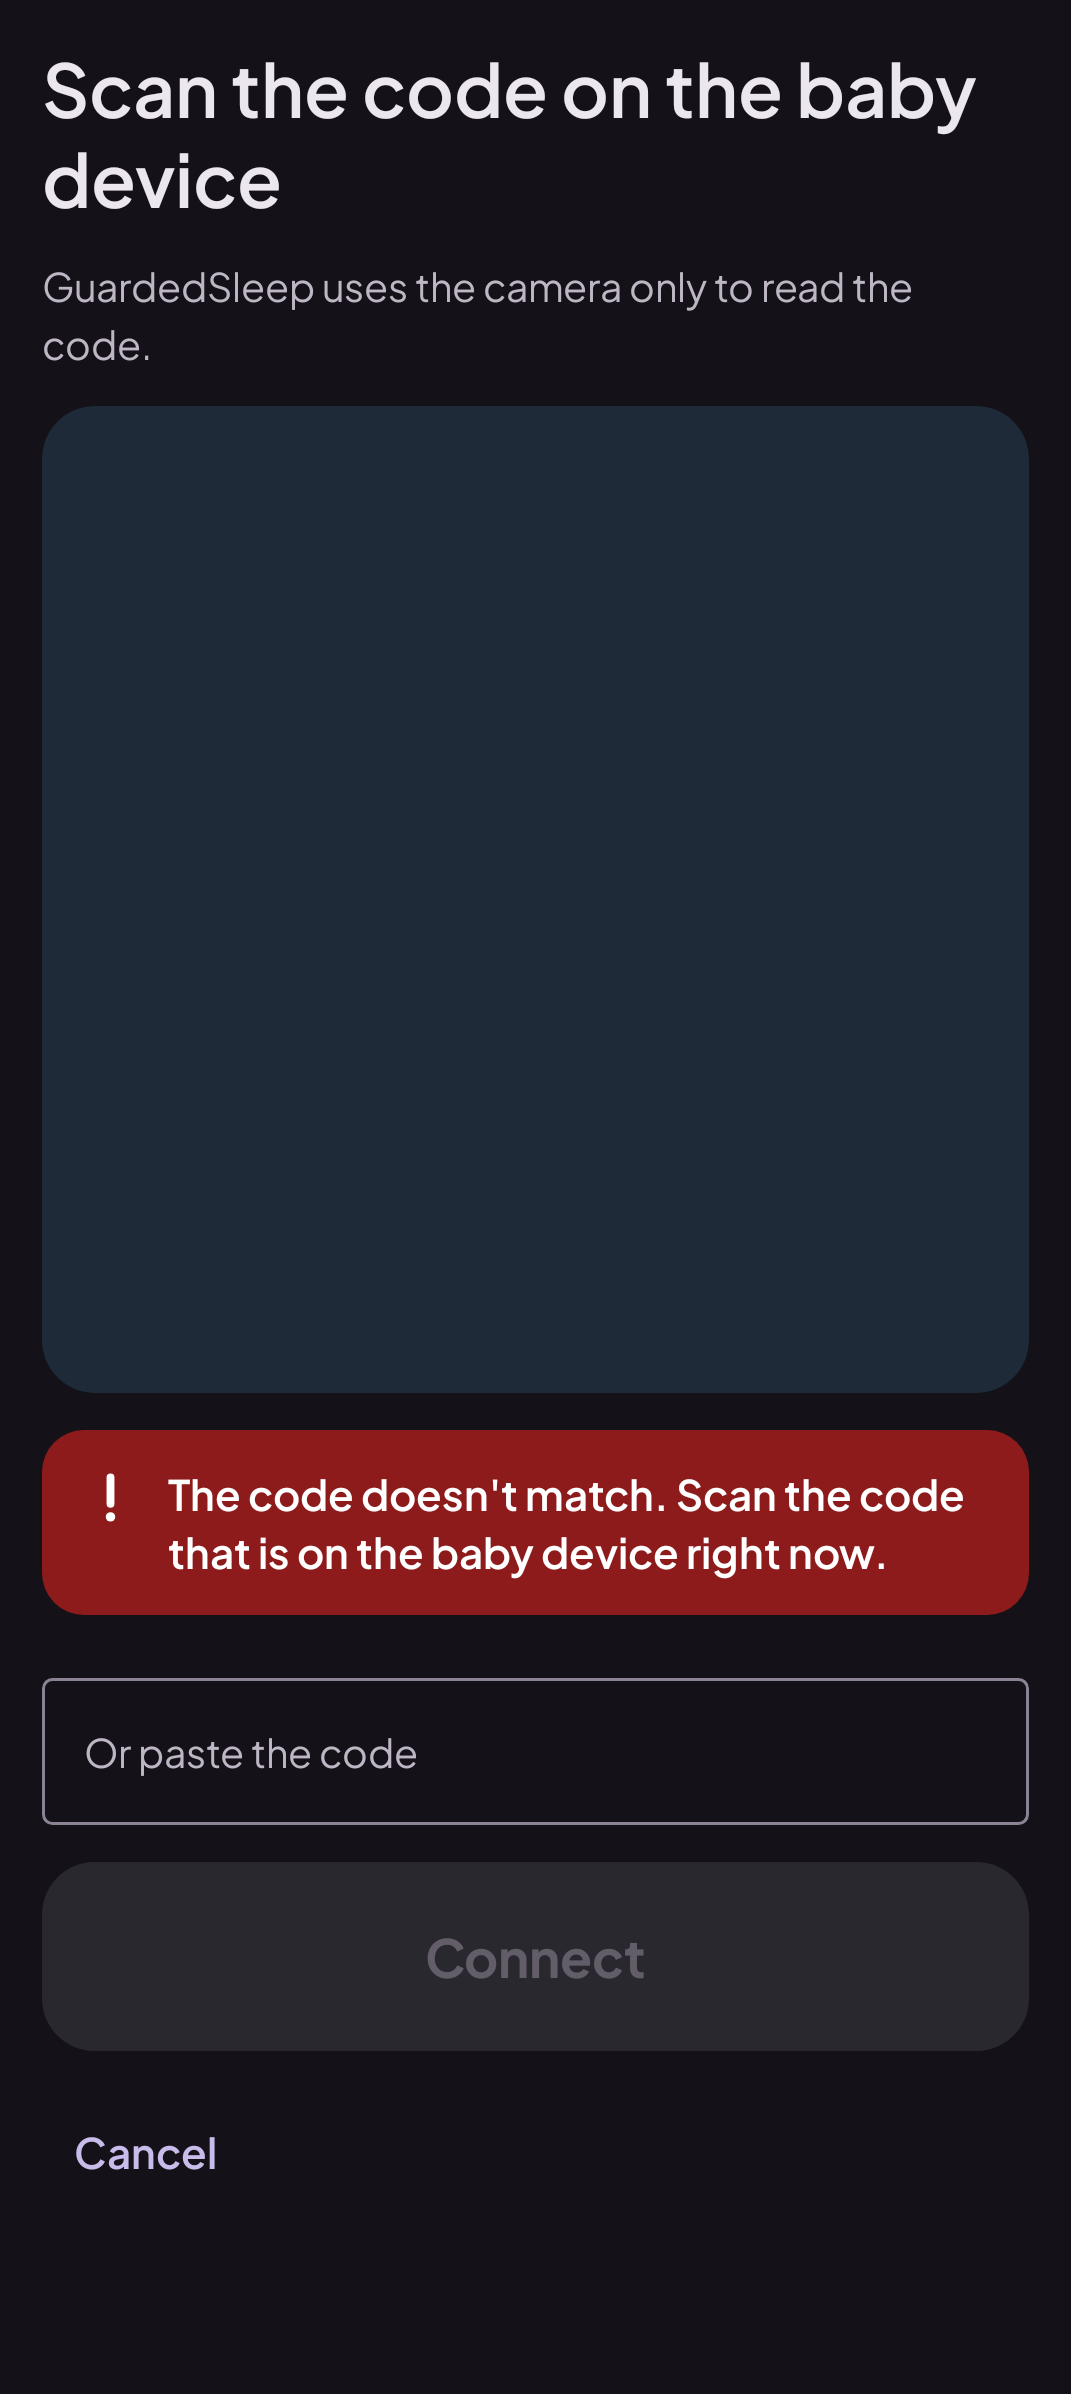 Scan the code on the baby
device
GuardedSleep uses the camera only to read the
code.
The code doesn't match. Scan the code
that is on the baby device right now.
Or paste the code
Connect
Cancel